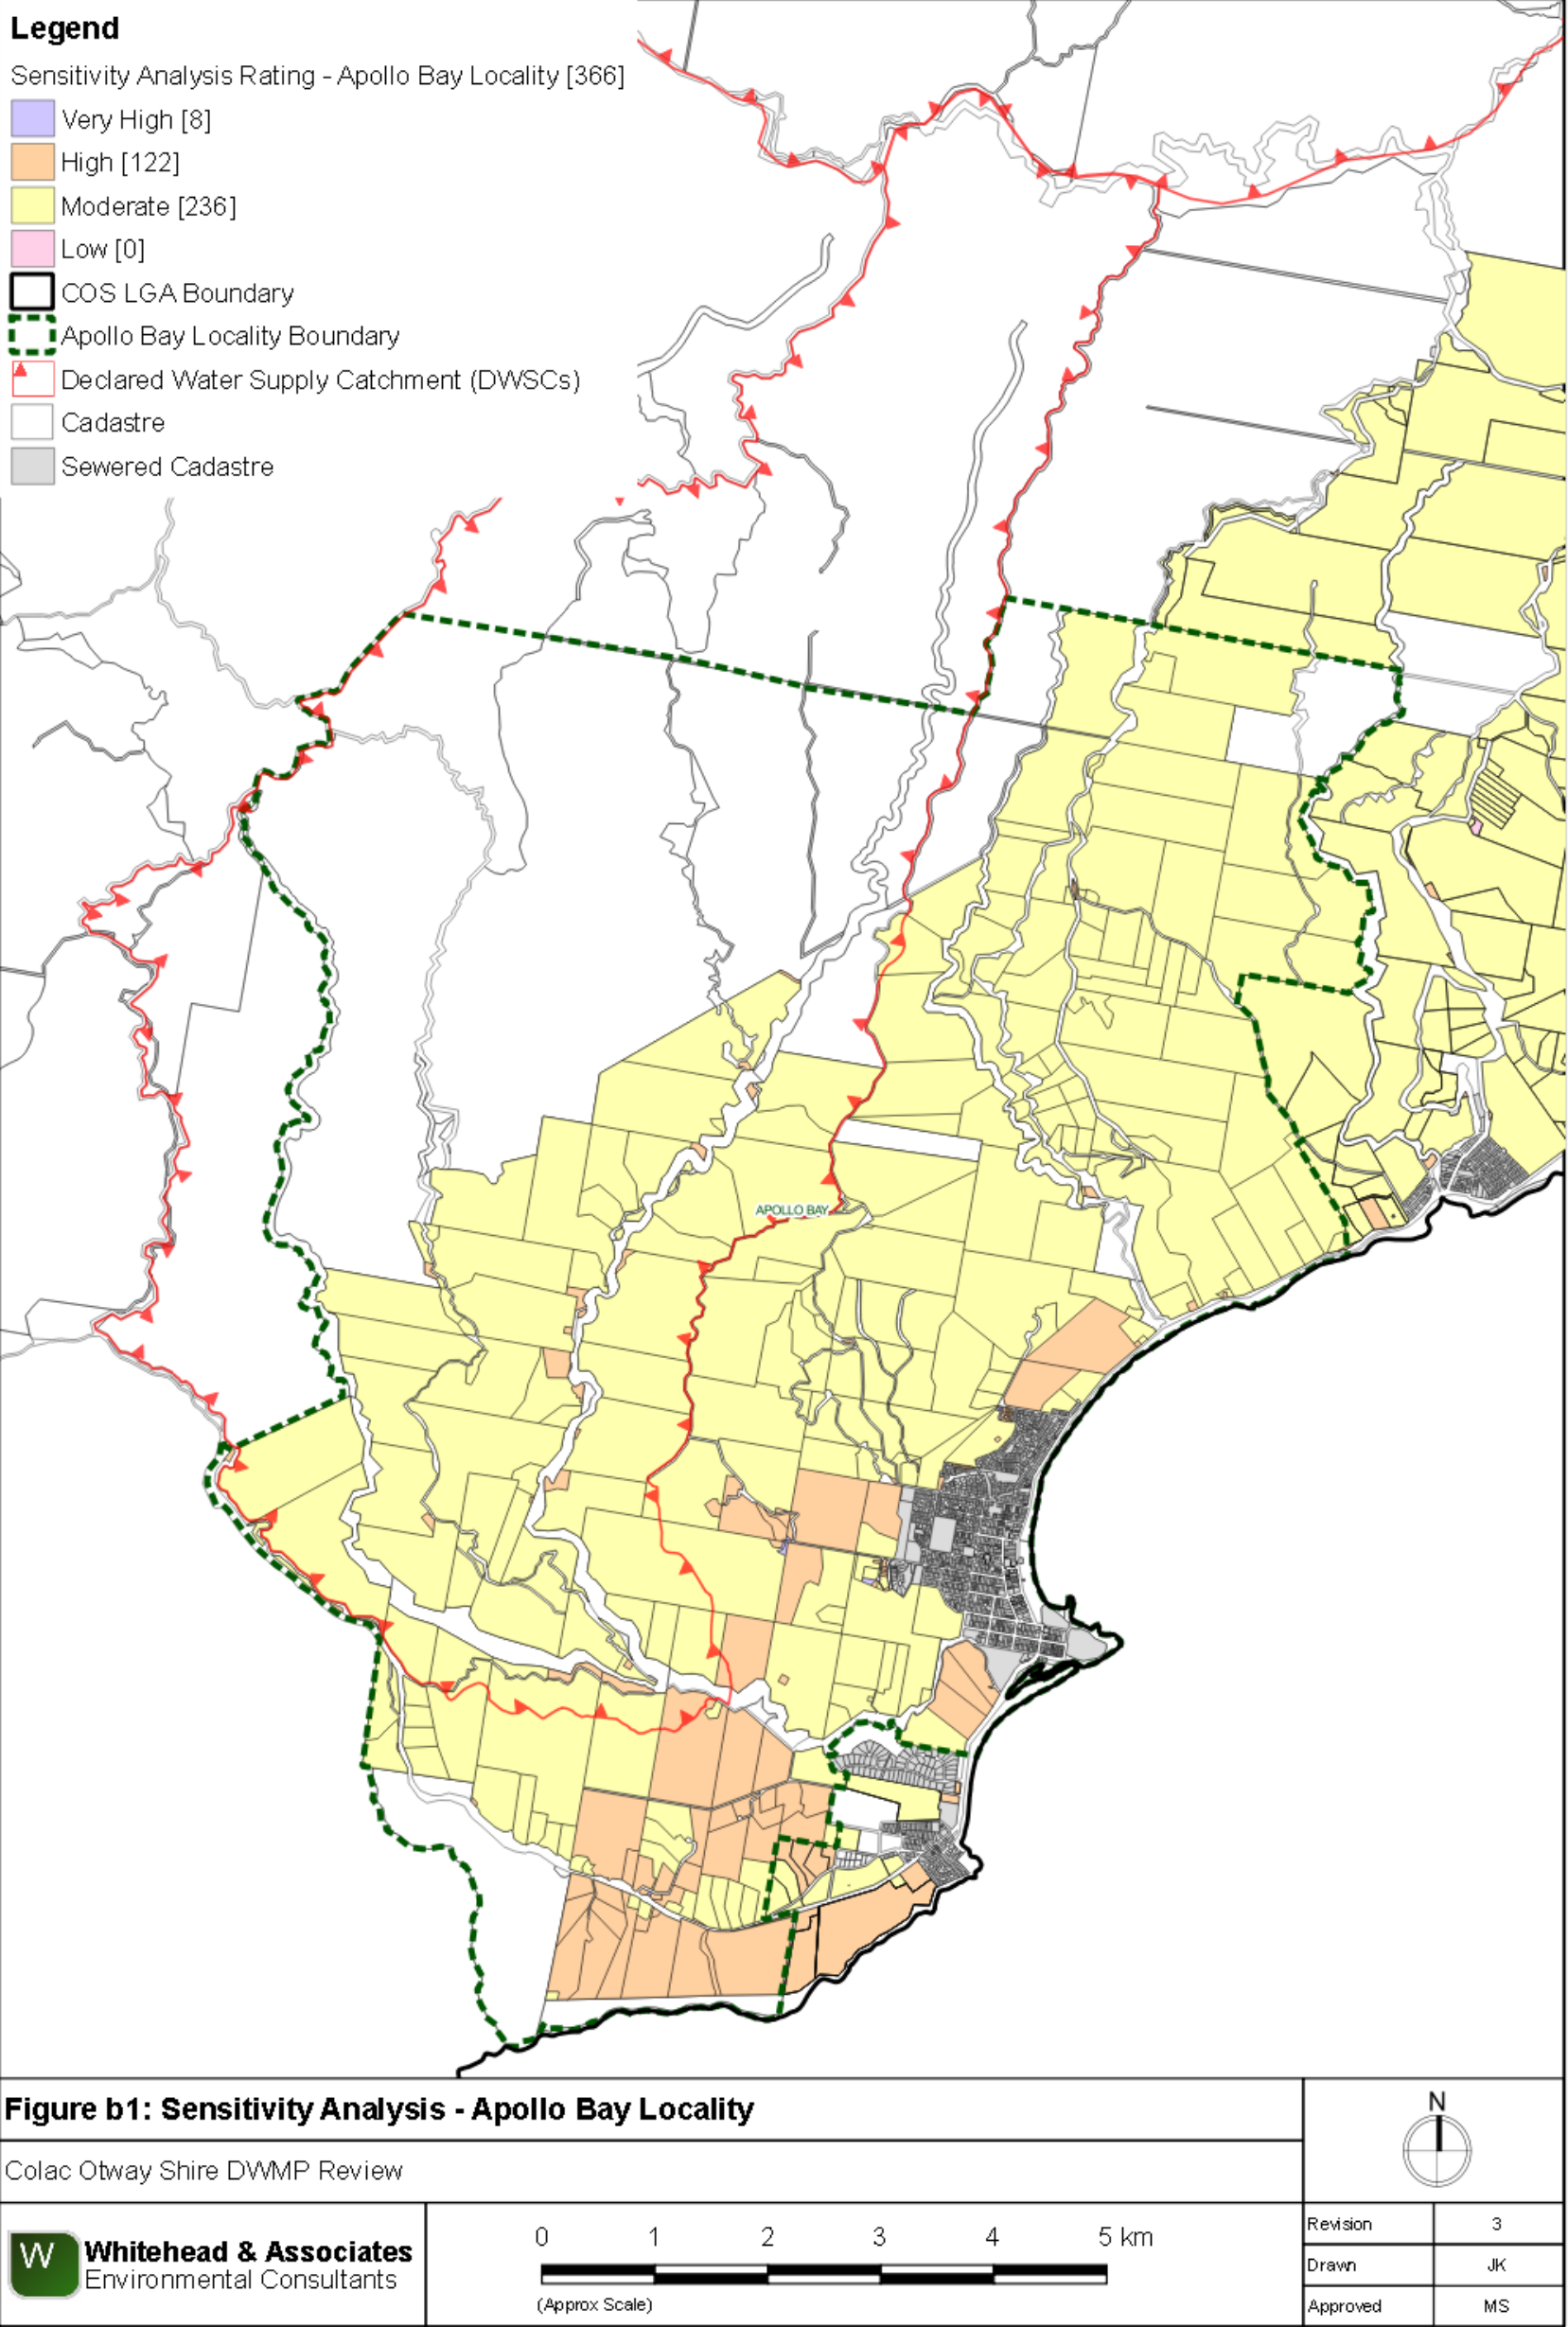 Legend
Sensitivity Analysis Rating - Apollo Bay Locality [366]
Very High [8]
High [122]
Moderate [236]
Low [0]
COS LGA Boundary
Apollo Bay Locality Boundary
Declared Water Supply Catchment (DWSCs)
Cadastre
Sewered Cadastre
APOLLO BAY
Figure b1: Sensitivity Analysis - Apollo Bay Locality
Colac Otway Shire DWMP Review
N
W
Whitehead & Associates
Environmental Consultants
0 1 2 3 4 5 km
(Approx Scale)
Revision 3
Drawn JK
Approved MS